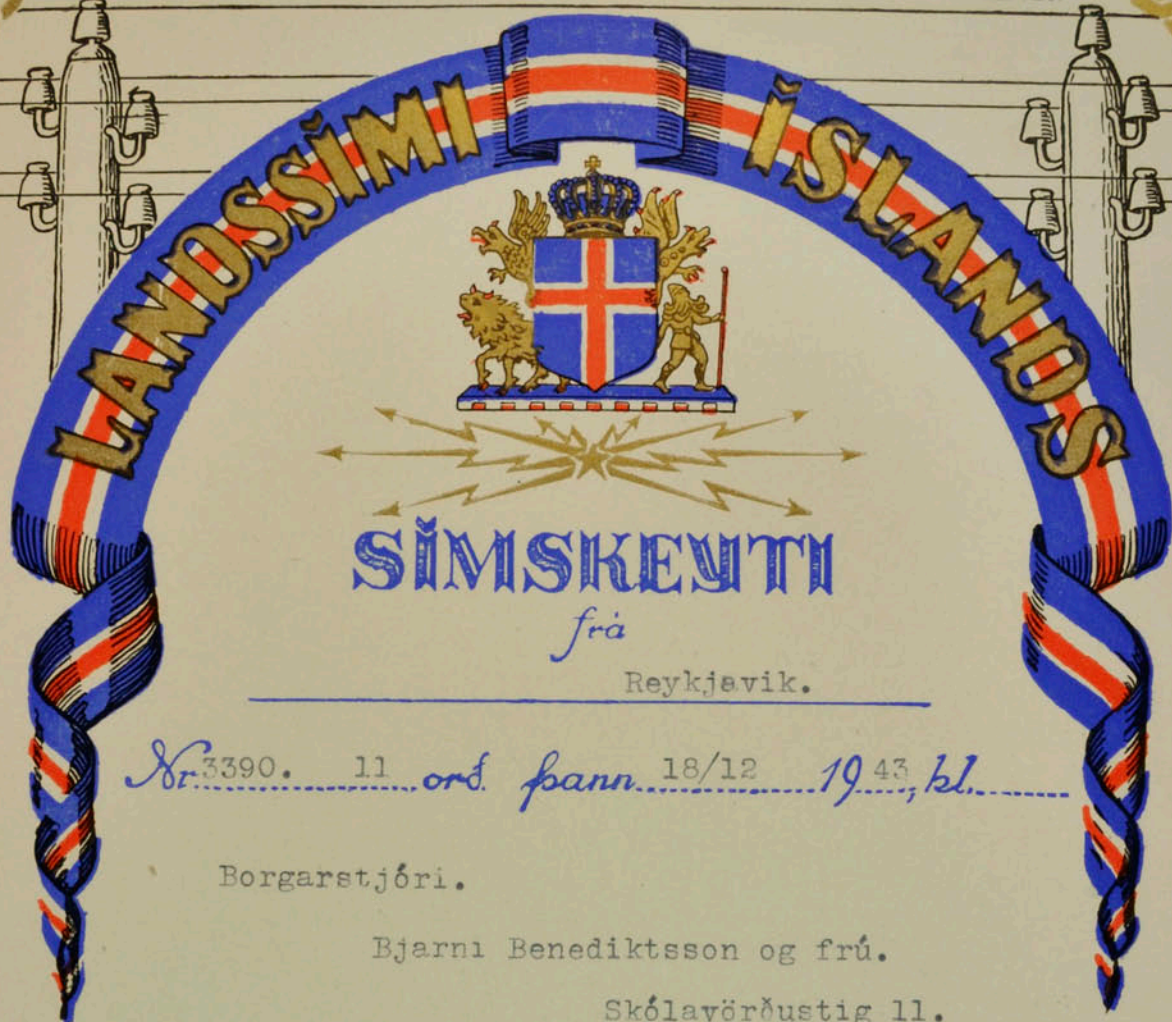 LANDSSÍMI ÍSLANDS
SÍMSKEYTI
frá
Reykjavik.
Nr. 3390. 11 orð. þann 18/12 1943, kl.
Borgarstjóri.
Bjarni Benediktsson og frú.
Skólavörðustig 11.